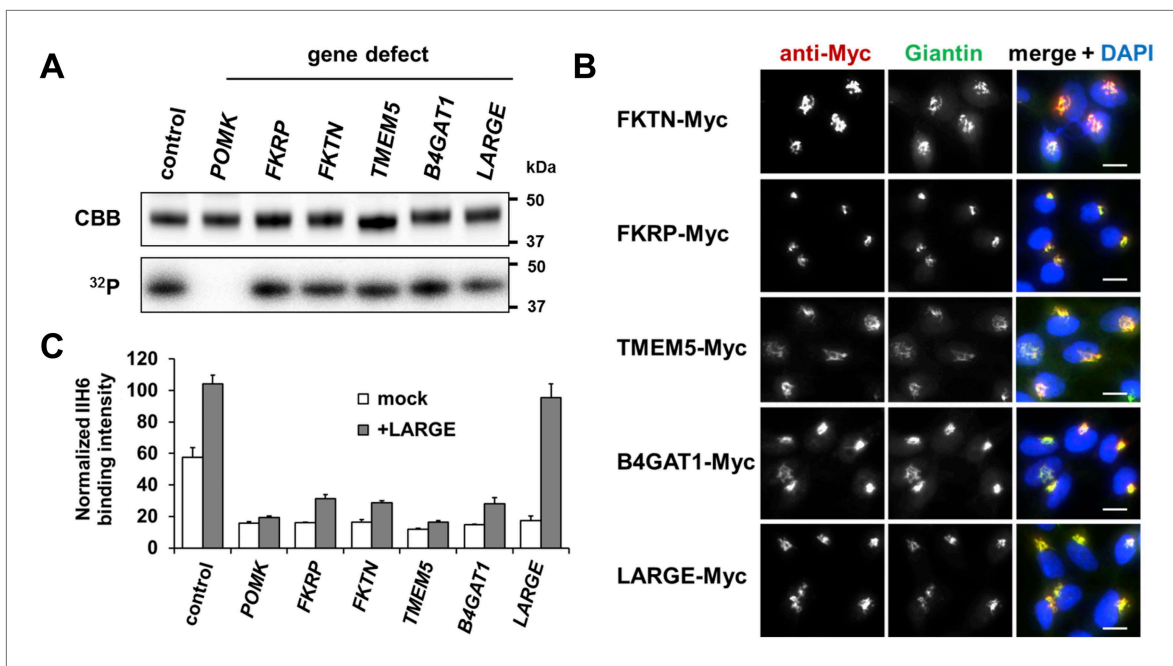 A
gene defect
control
POMK
FKRP
FKTN
TMEM5
B4GAT1
LARGE
kDa
CBB
50
37
32P
50
37
C
Normalized IIH6
binding intensity
120
100
80
60
40
20
0
mock
+LARGE
control
POMK
FKRP
FKTN
TMEM5
B4GAT1
LARGE
B
anti-Myc
Giantin
merge + DAPI
FKTN-Myc
FKRP-Myc
TMEM5-Myc
B4GAT1-Myc
LARGE-Myc